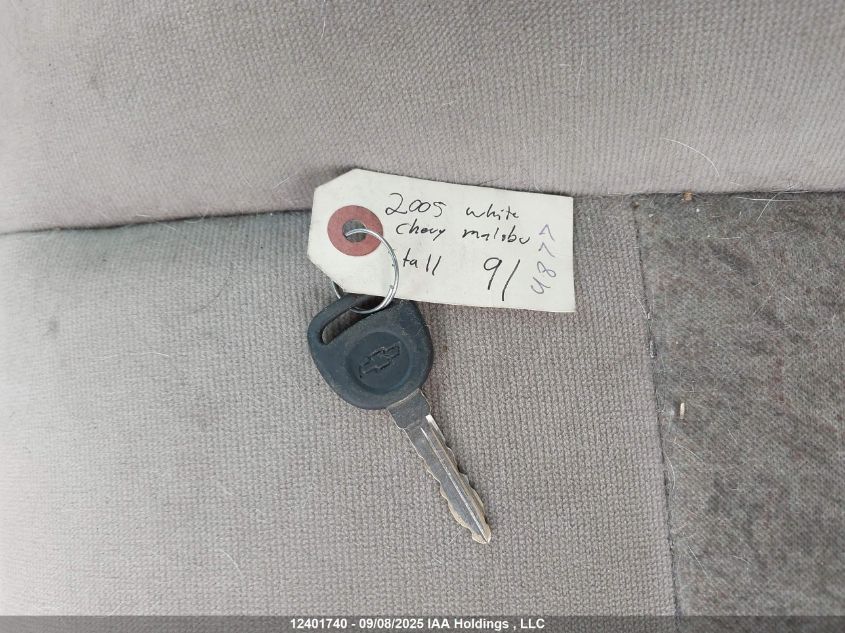 2005 white
Chevy malibu
Stall 91
4877
12401740 - 09/08/2025 IAA Holdings , LLC